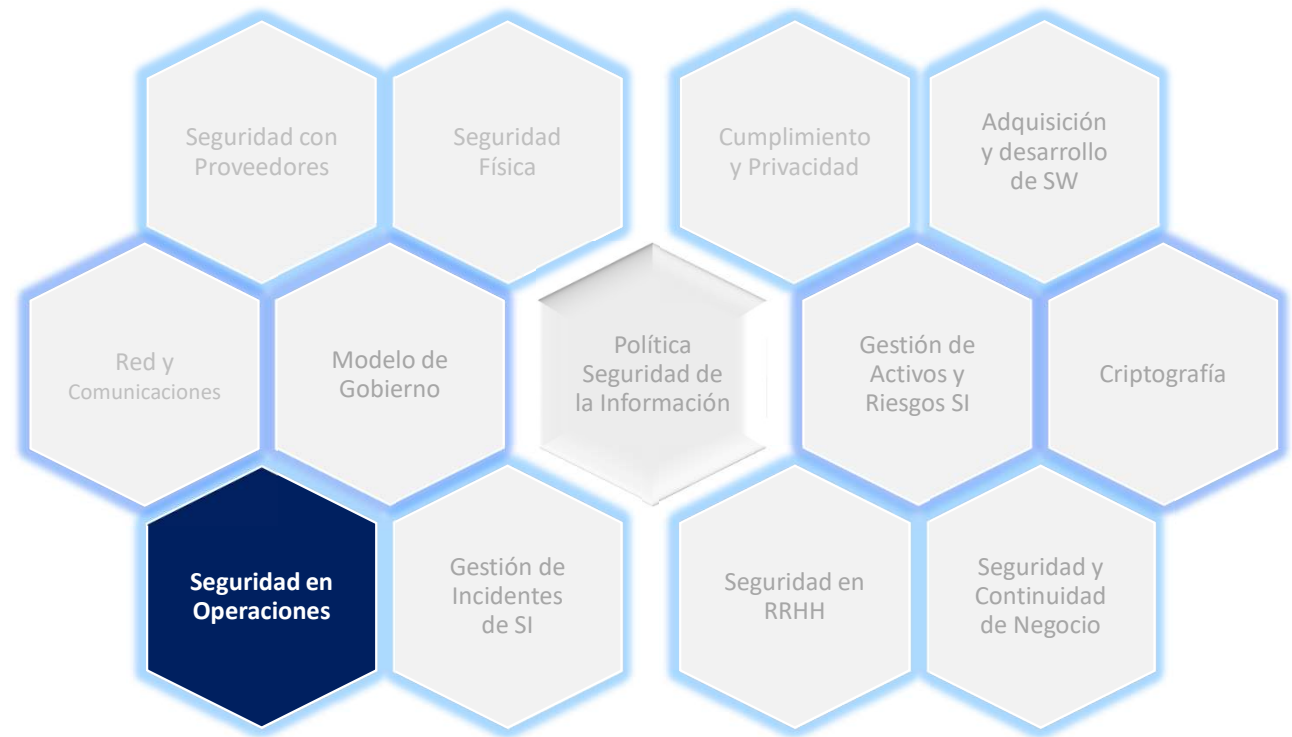 Seguridad con
Proveedores
Seguridad
Física
Cumplimiento
y Privacidad
Adquisición
y desarrollo
de SW
Red y
Comunicaciones
Modelo de
Gobierno
Política
Seguridad de
la Información
Gestión de
Activos y
Riesgos SI
Criptografía
Seguridad en
Operaciones
Gestión de
Incidentes
de SI
Seguridad en
RRHH
Seguridad y
Continuidad
de Negocio